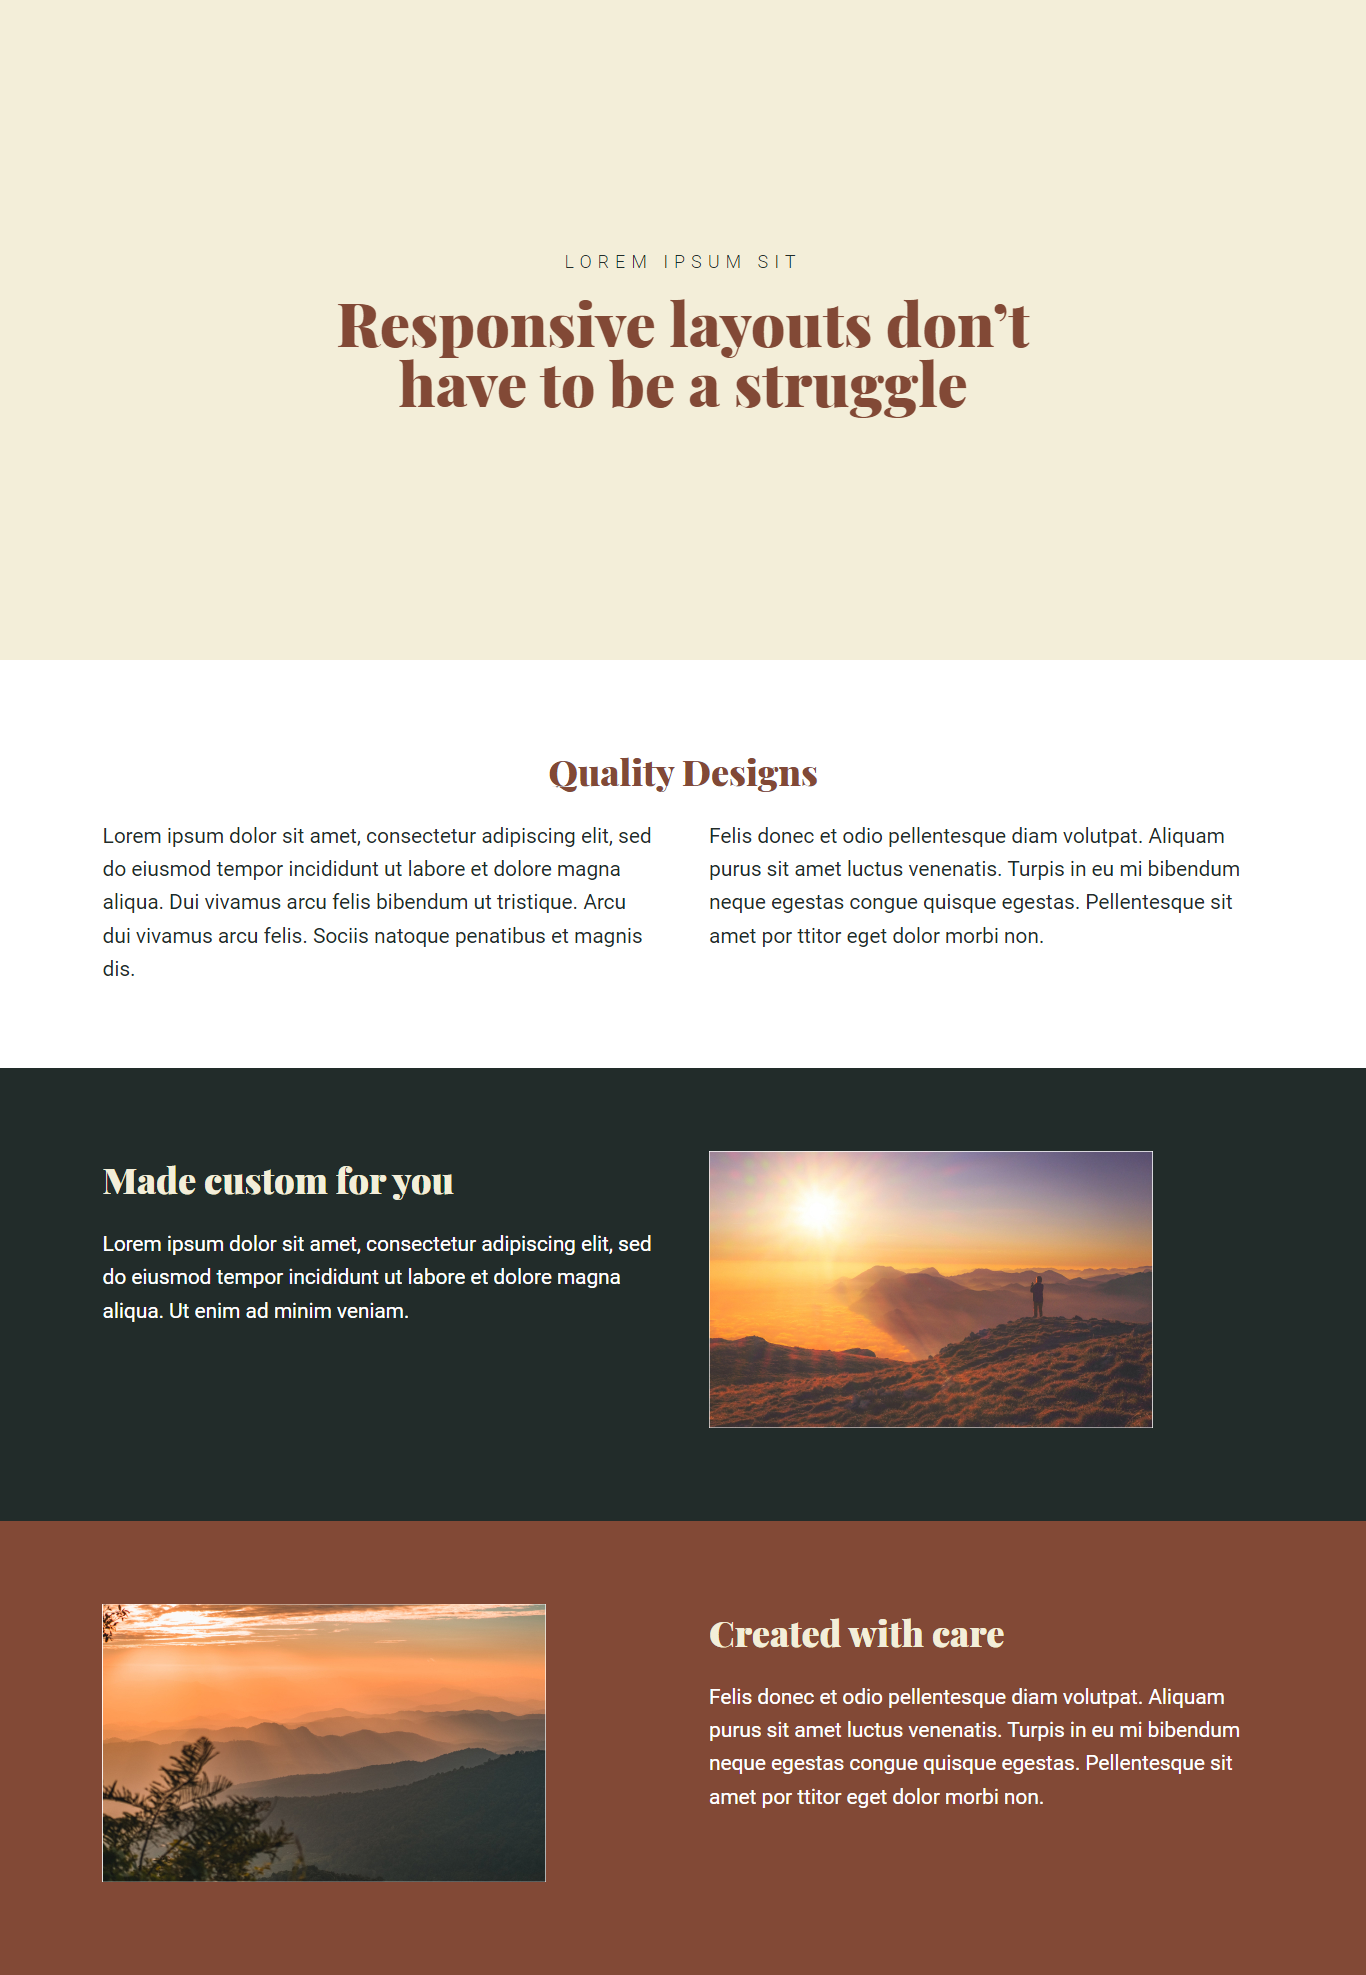 LOREM IPSUM SIT
Responsive layouts don’t
have to be a struggle
Quality Designs
Lorem ipsum dolor sit amet, consectetur adipiscing elit, sed
do eiusmod tempor incididunt ut labore et dolore magna
aliqua. Dui vivamus arcu felis bibendum ut tristique. Arcu
dui vivamus arcu felis. Sociis natoque penatibus et magnis
dis.
Felis donec et odio pellentesque diam volutpat. Aliquam
purus sit amet luctus venenatis. Turpis in eu mi bibendum
neque egestas congue quisque egestas. Pellentesque sit
amet por ttitor eget dolor morbi non.
Made custom for you
Lorem ipsum dolor sit amet, consectetur adipiscing elit, sed
do eiusmod tempor incididunt ut labore et dolore magna
aliqua. Ut enim ad minim veniam.
Created with care
Felis donec et odio pellentesque diam volutpat. Aliquam
purus sit amet luctus venenatis. Turpis in eu mi bibendum
neque egestas congue quisque egestas. Pellentesque sit
amet por ttitor eget dolor morbi non.